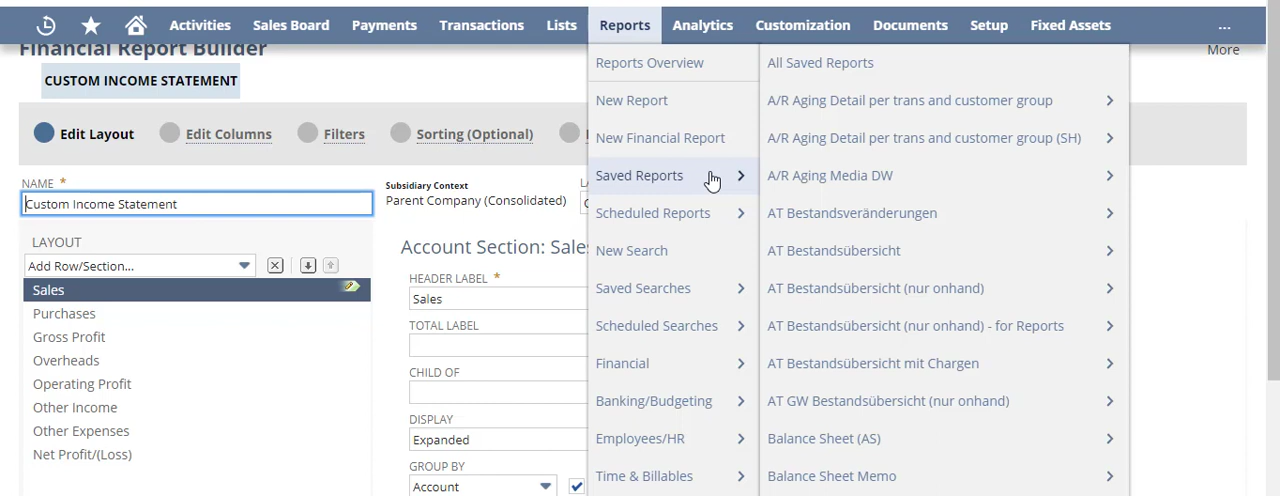 Activities Sales Board Payments Transactions Lists Reports Analytics Customization Documents Setup Fixed Assets ...
Financial Report Builder
More
CUSTOM INCOME STATEMENT
Edit Layout Edit Columns Filters Sorting (Optional)
NAME *
Custom Income Statement
Subsidiary Context
Parent Company (Consolidated)
LAYOUT
Add Row/Section...
Sales
Purchases
Gross Profit
Overheads
Operating Profit
Other Income
Other Expenses
Net Profit/(Loss)
Account Section: Sales
HEADER LABEL *
Sales
TOTAL LABEL
CHILD OF
DISPLAY
Expanded
GROUP BY
Account
Reports Overview
New Report
New Financial Report
Saved Reports
Scheduled Reports
New Search
Saved Searches
Scheduled Searches
Financial
Banking/Budgeting
Employees/HR
Time & Billables
All Saved Reports
A/R Aging Detail per trans and customer group
A/R Aging Detail per trans and customer group (SH)
A/R Aging Media DW
AT Bestandsveränderungen
AT Bestandsübersicht
AT Bestandsübersicht (nur onhand)
AT Bestandsübersicht (nur onhand) - for Reports
AT Bestandsübersicht mit Chargen
AT GW Bestandsübersicht (nur onhand)
Balance Sheet (AS)
Balance Sheet Memo